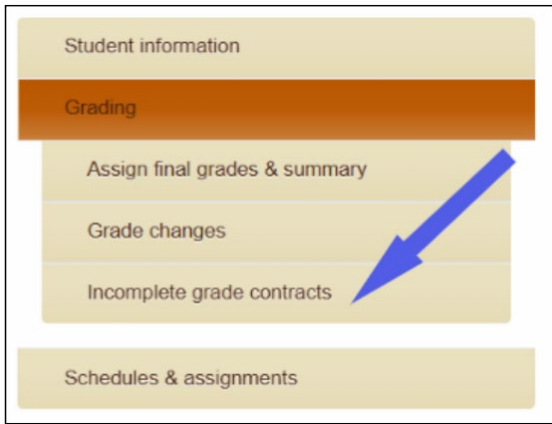 Student information
Grading
Assign final grades & summary
Grade changes
Incomplete grade contracts
Schedules & assignments